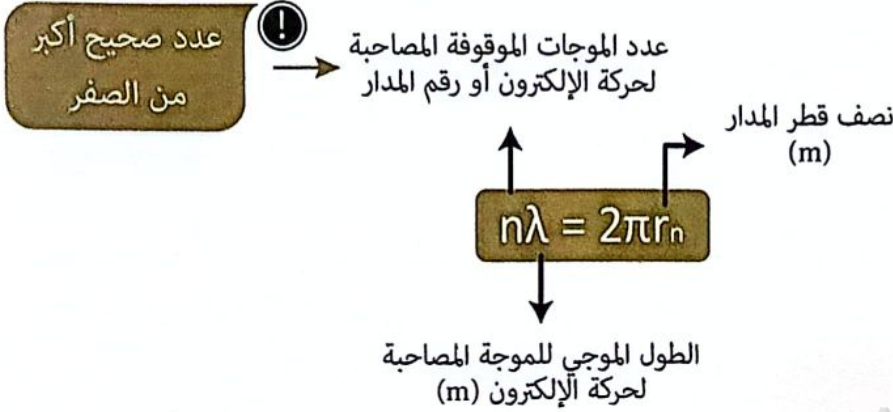 عدد صحيح أكبر
من الصفر
!
عدد الموجات الموقوفة المصاحبة
لحركة الإلكترون أو رقم المدار
نصف قطر المدار
(m)
nλ = 2πrₙ
الطول الموجي للموجة المصاحبة
لحركة الإلكترون (m)